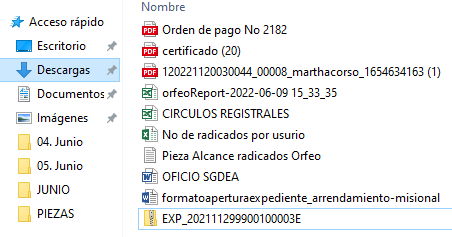 Nombre
Acceso rápido
Escritorio
Descargas
Documentos
Imágenes
04. Junio
05. Junio
JUNIO
PIEZAS
Orden de pago No 2182
certificado (20)
120221120030044_00008_marthacorso_1654634163 (1)
orfeoReport-2022-06-09 15_33_35
CIRCULOS REGISTRALES
No de radicados por usurio
Pieza Alcance radicados Orfeo
OFICIO SGDEA
formatoaperturaexpediente_arrendamiento-misional
EXP_202111299900100003E